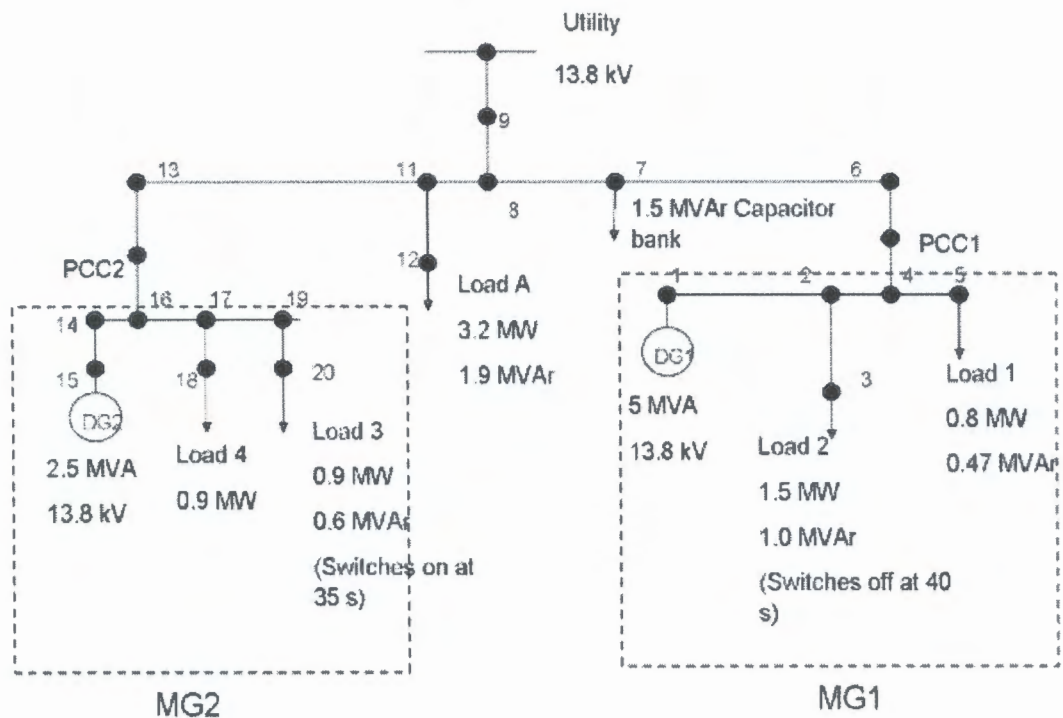 Utility
13.8 kV
9
13
11
7
6
8
1.5 MVAr Capacitor
bank
PCC2
12
PCC1
Load A
3.2 MW
1.9 MVAr
16
17
19
14
15
18
20
DG2
2.5 MVA
13.8 kV
Load 4
0.9 MW
Load 3
0.9 MW
0.6 MVAr
(Switches on at
35 s)
1
2
4
5
DG1
3
5 MVA
13.8 kV
Load 2
1.5 MW
1.0 MVAr
(Switches off at 40
s)
Load 1
0.8 MW
0.47 MVAr
MG2
MG1